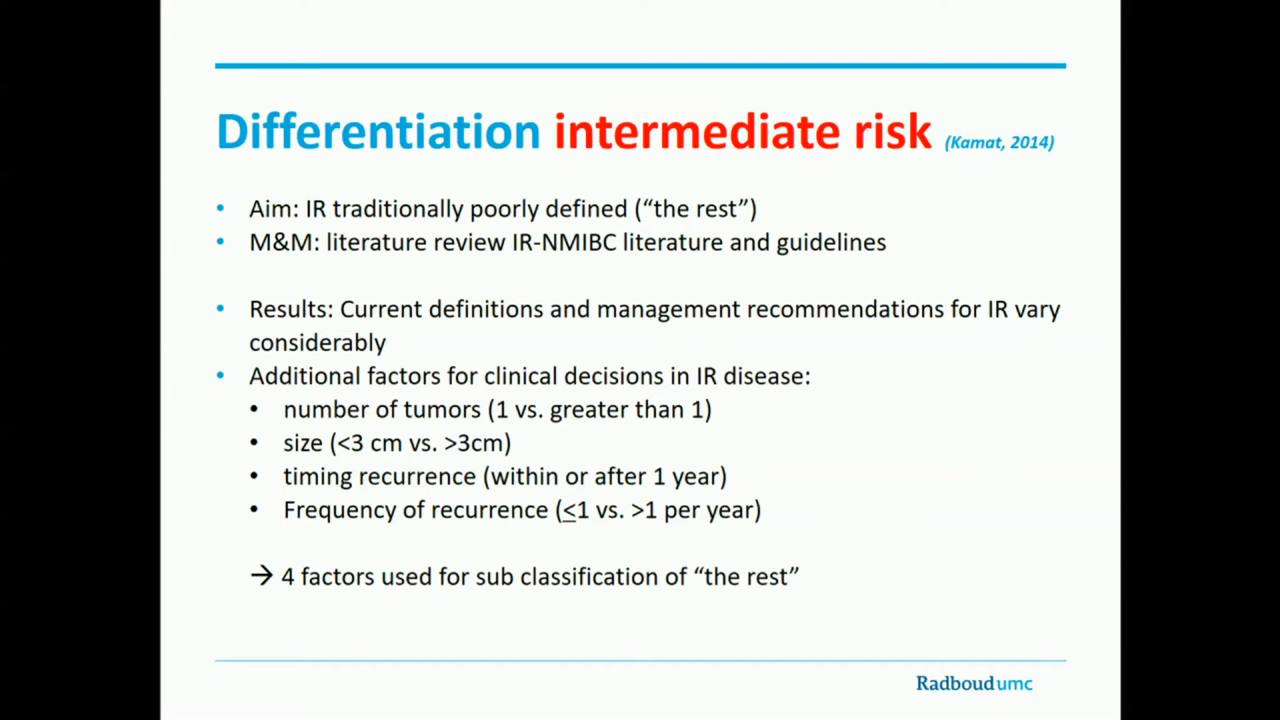 Differentiation intermediate risk (Kamat, 2014)
• Aim: IR traditionally poorly defined (“the rest”)
• M&M: literature review IR-NMIBC literature and guidelines
• Results: Current definitions and management recommendations for IR vary
considerably
• Additional factors for clinical decisions in IR disease:
• number of tumors (1 vs. greater than 1)
• size (<3 cm vs. >3cm)
• timing recurrence (within or after 1 year)
• Frequency of recurrence (≤1 vs. >1 per year)
→ 4 factors used for sub classification of “the rest”
Radboudumc